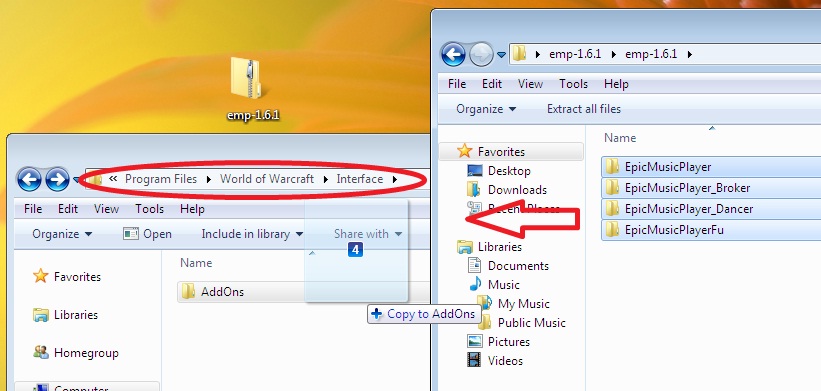 emp-1.6.1
Program Files World of Warcraft Interface
File Edit View Tools Help
Organize Open Include in library Share with
4
Name
Favorites
AddOns
Copy to AddOns
Libraries
Homegroup
Computer
emp-1.6.1 emp-1.6.1
File Edit View Tools Help
Organize Extract all files
Name
Favorites
Desktop
Downloads
Recent Places
Libraries
Documents
Music
My Music
Public Music
Pictures
Videos
EpicMusicPlayer
EpicMusicPlayer_Broker
EpicMusicPlayer_Dancer
EpicMusicPlayerFu